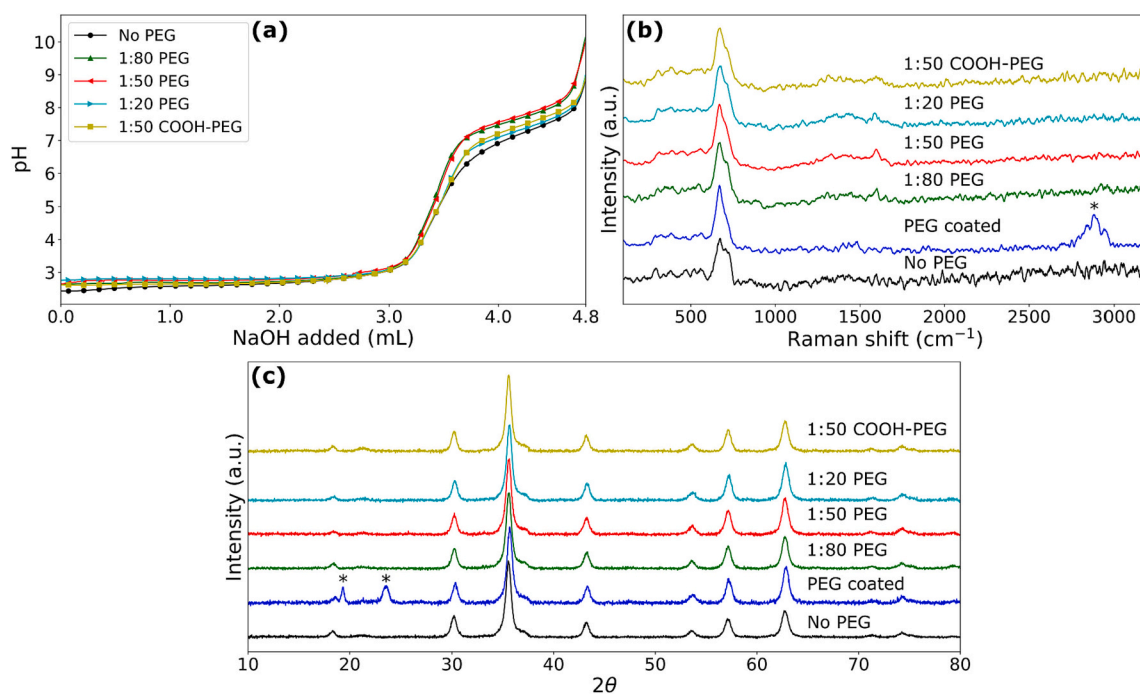 (a)
No PEG
1:80 PEG
1:50 PEG
1:20 PEG
1:50 COOH-PEG
10
9
8
7
6
5
4
3
pH
0.0 1.0 2.0 3.0 4.0 4.8
NaOH added (mL)
(b)
1:50 COOH-PEG
1:20 PEG
1:50 PEG
1:80 PEG
*
PEG coated
No PEG
Intensity (a.u.)
500 1000 1500 2000 2500 3000
Raman shift (cm⁻¹)
(c)
1:50 COOH-PEG
1:20 PEG
1:50 PEG
1:80 PEG
* *
PEG coated
No PEG
Intensity (a.u.)
10 20 30 40 50 60 70 80
2θ